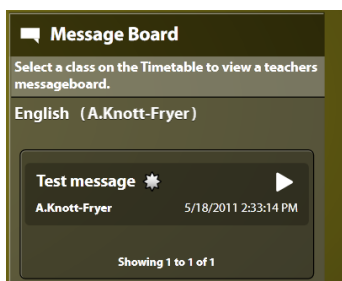 Message Board
Select a class on the Timetable to view a teachers
messageboard.
English (A.Knott-Fryer)
Test message
A.Knott-Fryer 5/18/2011 2:33:14 PM
Showing 1 to 1 of 1